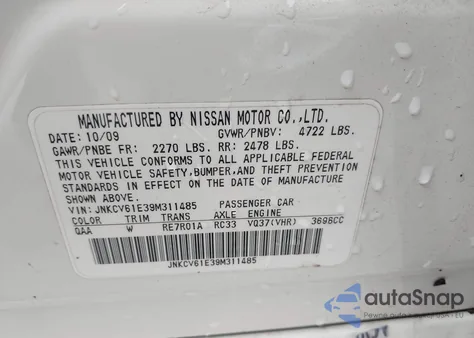 MANUFACTURED BY NISSAN MOTOR CO.,LTD.
DATE: 10/09 GVWR/PNBV: 4722 LBS.
GAWR/PNBE FR: 2270 LBS. RR: 2478 LBS.
THIS VEHICLE CONFORMS TO ALL APPLICABLE FEDERAL
MOTOR VEHICLE SAFETY,BUMPER,AND THEFT PREVENTION
STANDARDS IN EFFECT ON THE DATE OF MANUFACTURE
SHOWN ABOVE.
VIN: JNKCV61E39M311485 PASSENGER CAR
COLOR TRIM TRANS AXLE ENGINE
QAA W RE7R01A RC33 VQ37(VHR) 3696CC
JNKCV61E39M311485
autoSnap